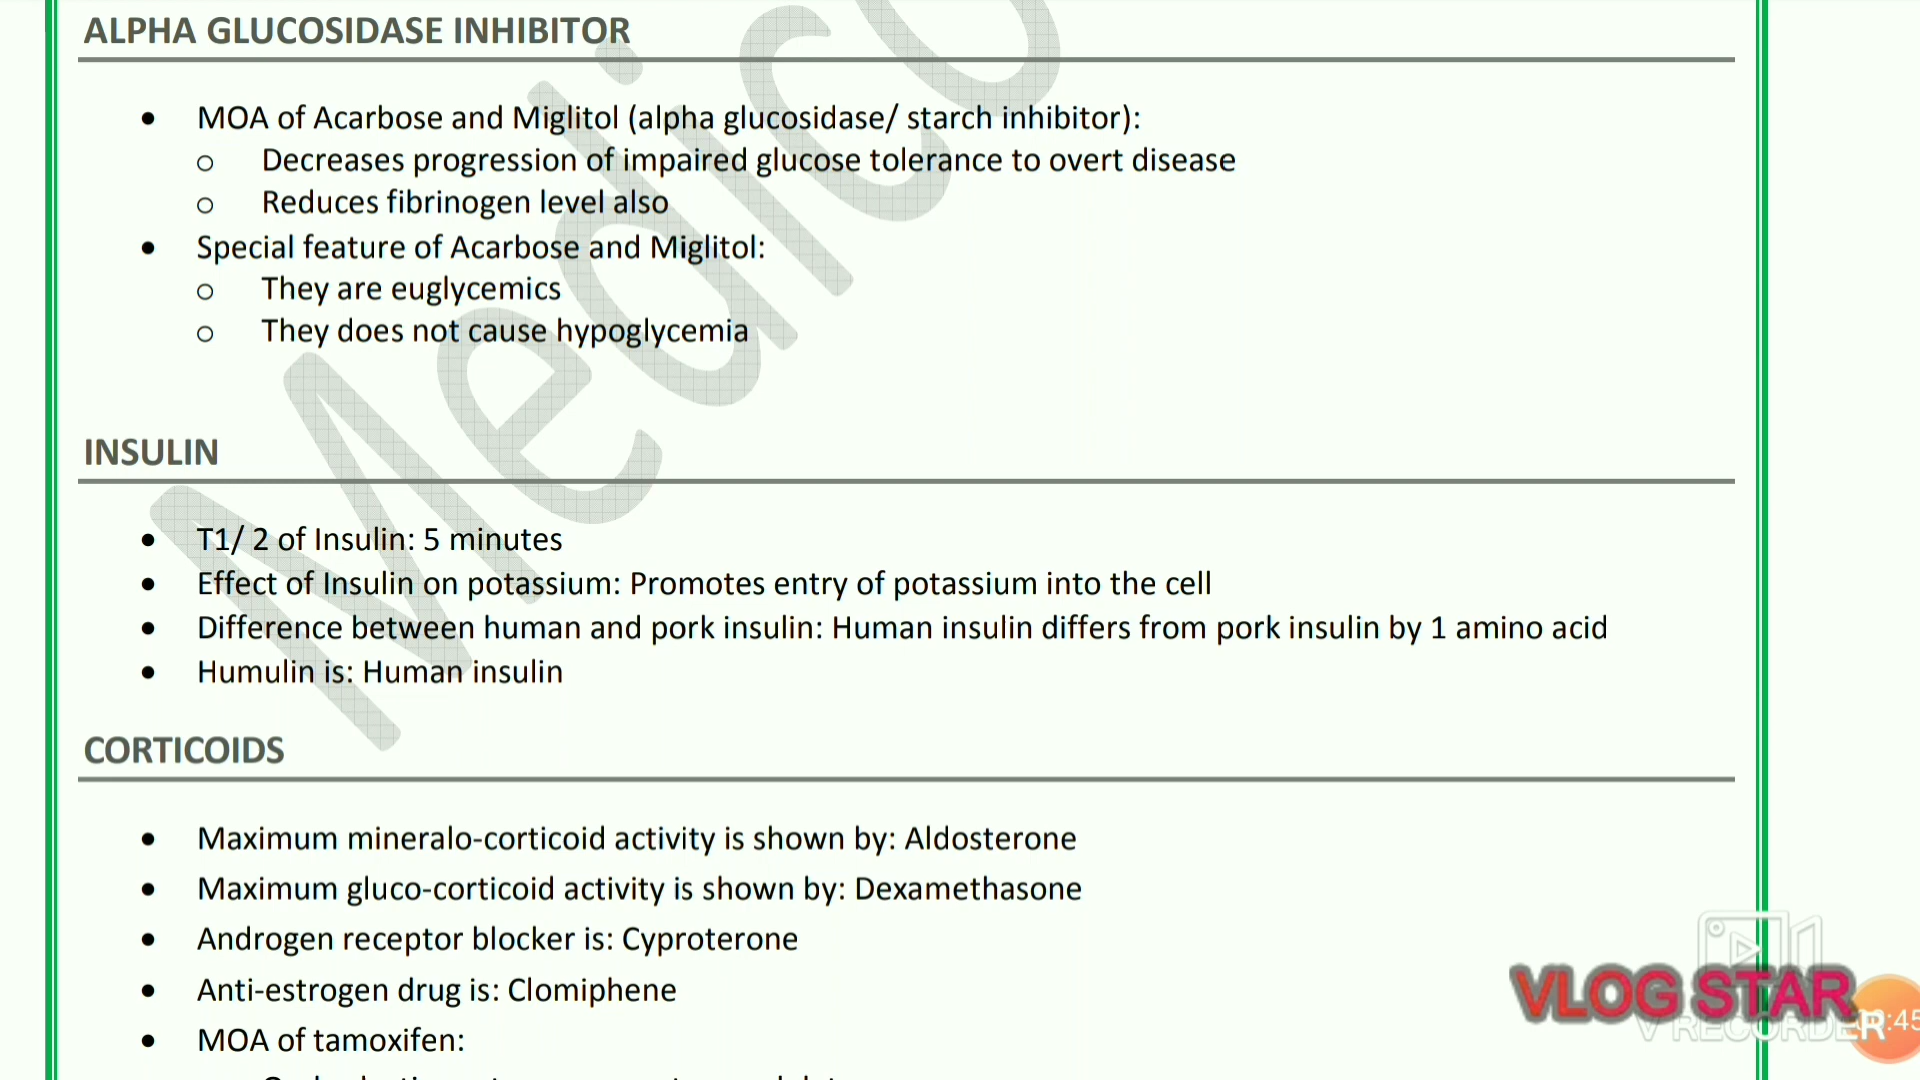 ALPHA GLUCOSIDASE INHIBITOR
• MOA of Acarbose and Miglitol (alpha glucosidase/ starch inhibitor):
o Decreases progression of impaired glucose tolerance to overt disease
o Reduces fibrinogen level also
• Special feature of Acarbose and Miglitol:
o They are euglycemics
o They does not cause hypoglycemia
INSULIN
• T1/ 2 of Insulin: 5 minutes
• Effect of Insulin on potassium: Promotes entry of potassium into the cell
• Difference between human and pork insulin: Human insulin differs from pork insulin by 1 amino acid
• Humulin is: Human insulin
CORTICOIDS
• Maximum mineralo-corticoid activity is shown by: Aldosterone
• Maximum gluco-corticoid activity is shown by: Dexamethasone
• Androgen receptor blocker is: Cyproterone
• Anti-estrogen drug is: Clomiphene
• MOA of tamoxifen:
Medico
VLOG STAR
V RECORDER
:45